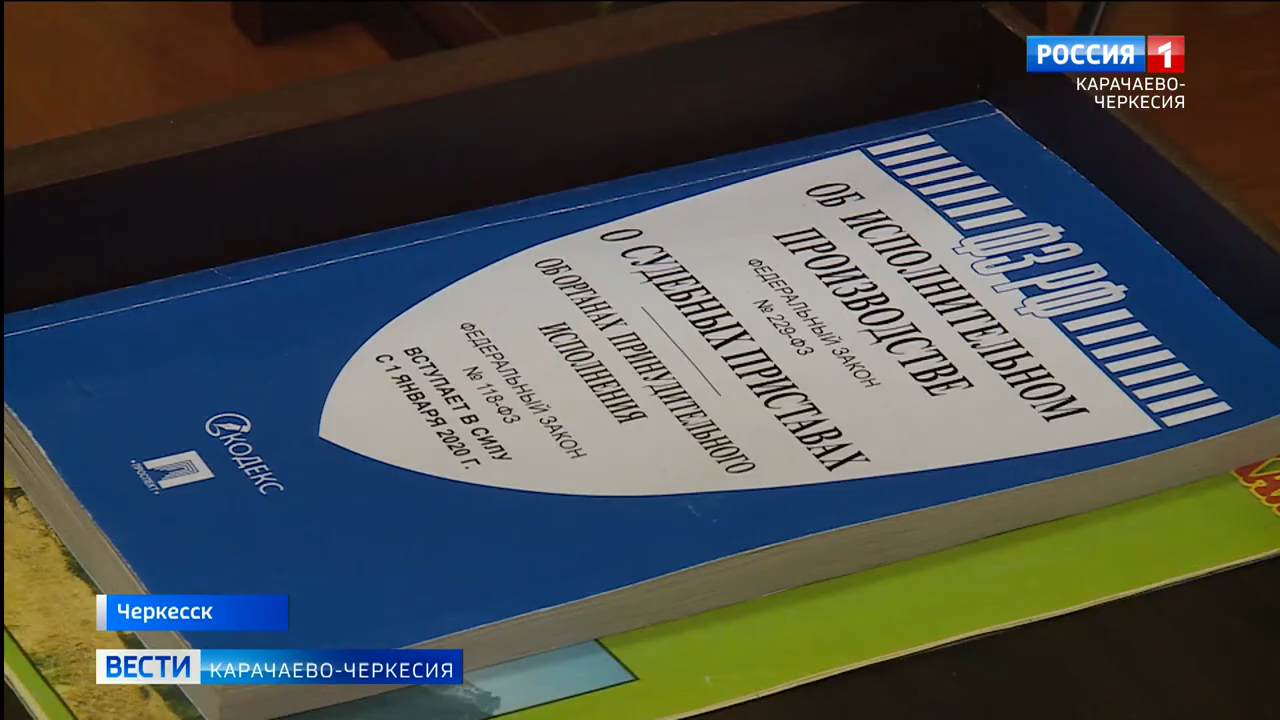 РОССИЯ 1
КАРАЧАЕВО-
ЧЕРКЕСИЯ
ФЗ РФ
ОБ ИСПОЛНИТЕЛЬНОМ
ПРОИЗВОДСТВЕ
ФЕДЕРАЛЬНЫЙ ЗАКОН
№ 229-ФЗ
О СУДЕБНЫХ ПРИСТАВАХ
ОБ ОРГАНАХ ПРИНУДИТЕЛЬНОГО
ИСПОЛНЕНИЯ
ФЕДЕРАЛЬНЫЙ ЗАКОН
№ 118-ФЗ
ВСТУПАЕТ В СИЛУ
С 1 ЯНВАРЯ 2020 Г.
КОДЕКС
•ПРОСПЕКТ•
Черкесск
ВЕСТИ КАРАЧАЕВО-ЧЕРКЕСИЯ